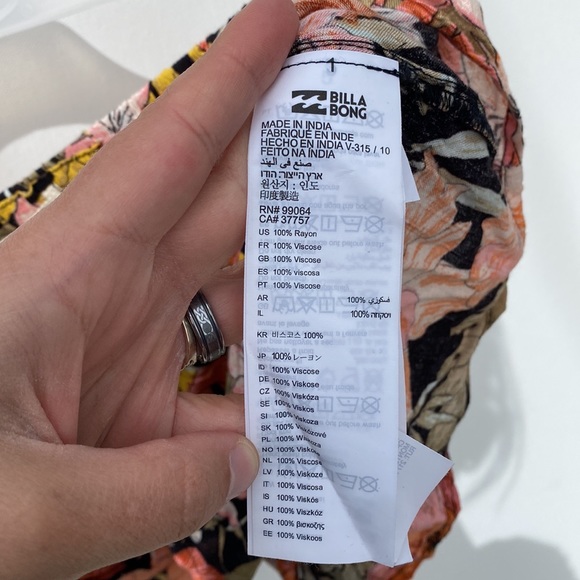 1
BILLA
BONG
MADE IN INDIA
FABRIQUÉ EN INDE
HECHO EN INDIA V-315 / 10
FEITO NA ÍNDIA
صنع في الهند
ארץ הייצור: הודו
원산지 : 인도
印度製造
RN# 99064
CA# 37757
US 100% Rayon
FR 100% Viscose
GB 100% Viscose
ES 100% viscosa
PT 100% Viscose
AR 100% فسكوزي
IL 100% ויסקוזה
KR 비스코스 100%
JP 100% レーヨン
ID 100% Viscose
DE 100% Viskose
CZ 100% Viskóza
SE 100% Viskos
SI 100% Viskoza
SK 100% Viskózové
PL 100% Wiskoza
NO 100% Viskose
NL 100% Viscose
LV 100% Viskoze
IT 100% Viscosa
IS 100% Viskós
HU 100% Viszkóz
GR 100% βισκοζης
EE 100% Viskoos